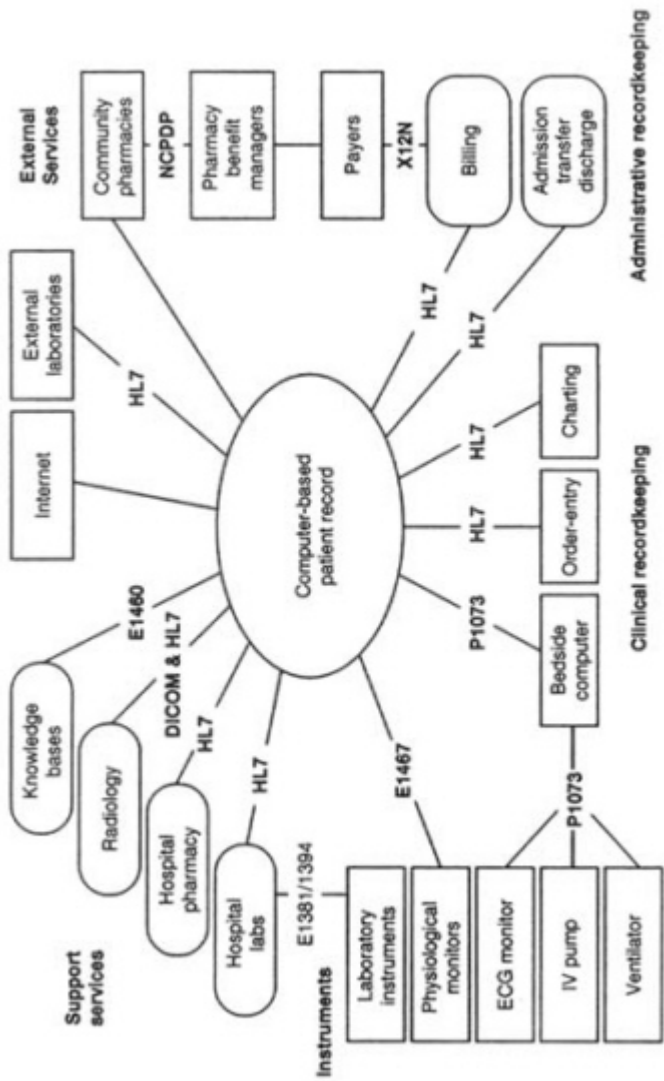 Support
services
Knowledge
bases
Radiology
Hospital
pharmacy
Hospital
labs
E1460
DICOM & HL7
HL7
HL7
Internet
External
laboratories
HL7
External
Services
Community
pharmacies
NCPDP
Pharmacy
benefit
managers
Payers
X12N
Billing
Admission
transfer
discharge
HL7
HL7
Administrative recordkeeping
Computer-based
patient record
E1381/1394
Instruments
Laboratory
instruments
Physiological
monitors
ECG monitor
IV pump
Ventilator
E1467
P1073
P1073
HL7
HL7
Bedside
computer
Order-entry
Charting
Clinical recordkeeping